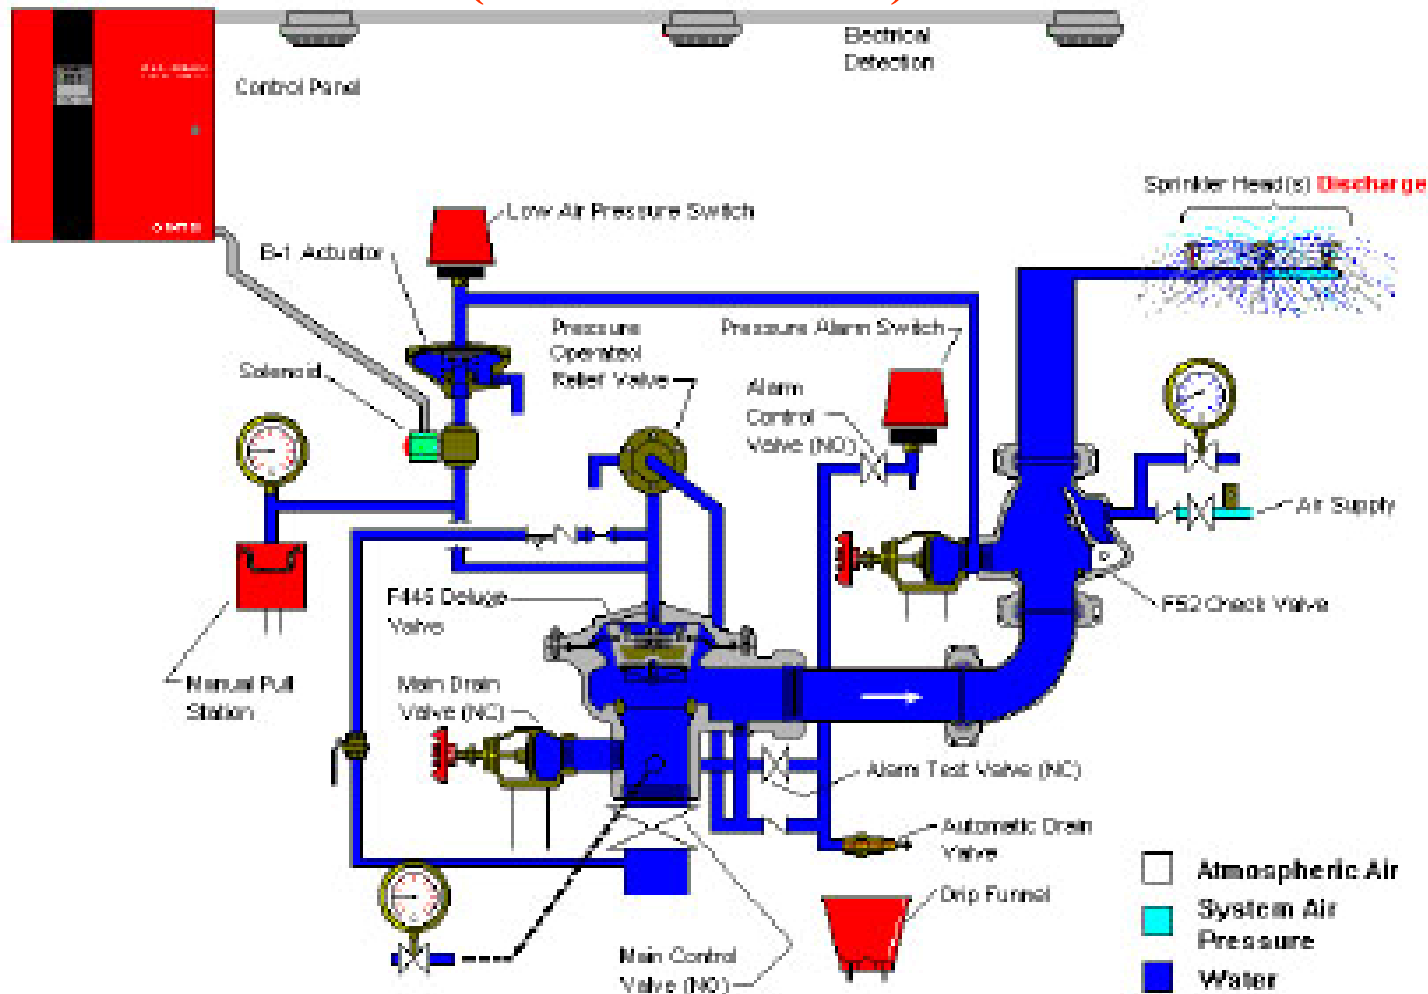 Electrical
Detection
Control Panel
Sprinkler Head(s) Discharge
Low Air Pressure Switch
B-1 Actuator
Pressure
Operated
Relief Valve
Pressure Alarm Switch
Solenoid
Alarm
Control
Valve (NO)
Air Supply
F445 Deluge
Valve
F52 Check Valve
Manual Pull
Station
Main Drain
Valve (NC)
Alarm Test Valve (NC)
Automatic Drain
Valve
Drip Funnel
Main Control
Valve (NO)
Atmospheric Air
System Air
Pressure
Water